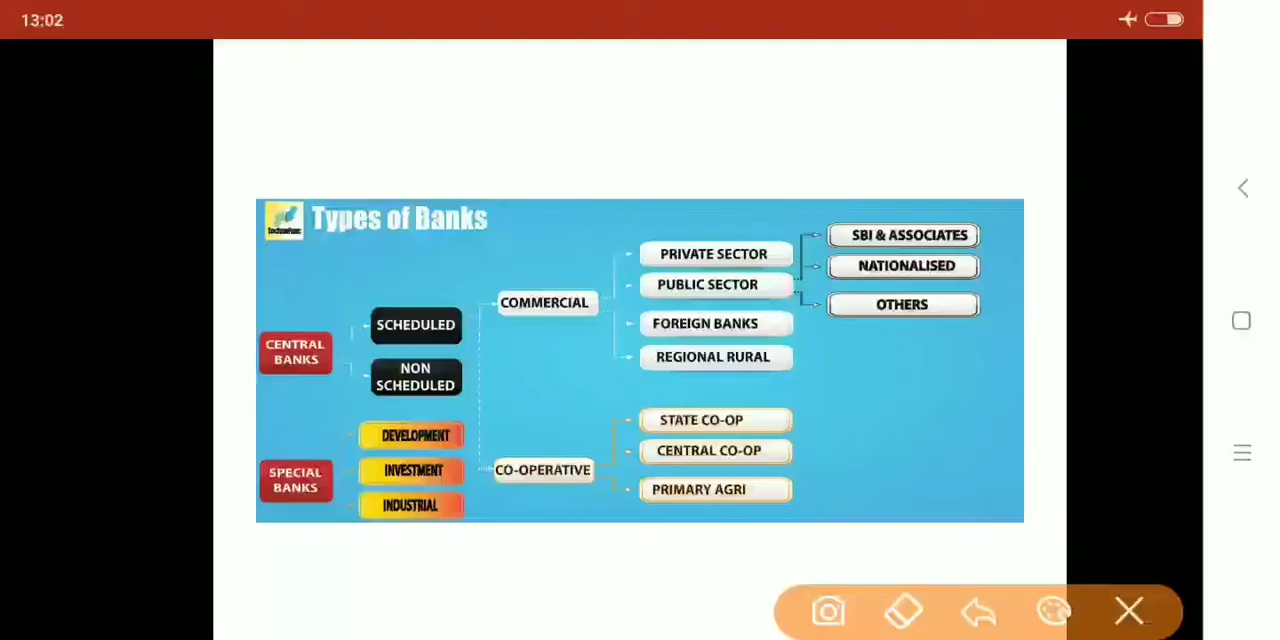 13:02
TechnoFunc
Types of Banks
CENTRAL
BANKS
SCHEDULED
NON
SCHEDULED
SPECIAL
BANKS
DEVELOPMENT
INVESTMENT
INDUSTRIAL
COMMERCIAL
PRIVATE SECTOR
PUBLIC SECTOR
FOREIGN BANKS
REGIONAL RURAL
SBI & ASSOCIATES
NATIONALISED
OTHERS
CO-OPERATIVE
STATE CO-OP
CENTRAL CO-OP
PRIMARY AGRI